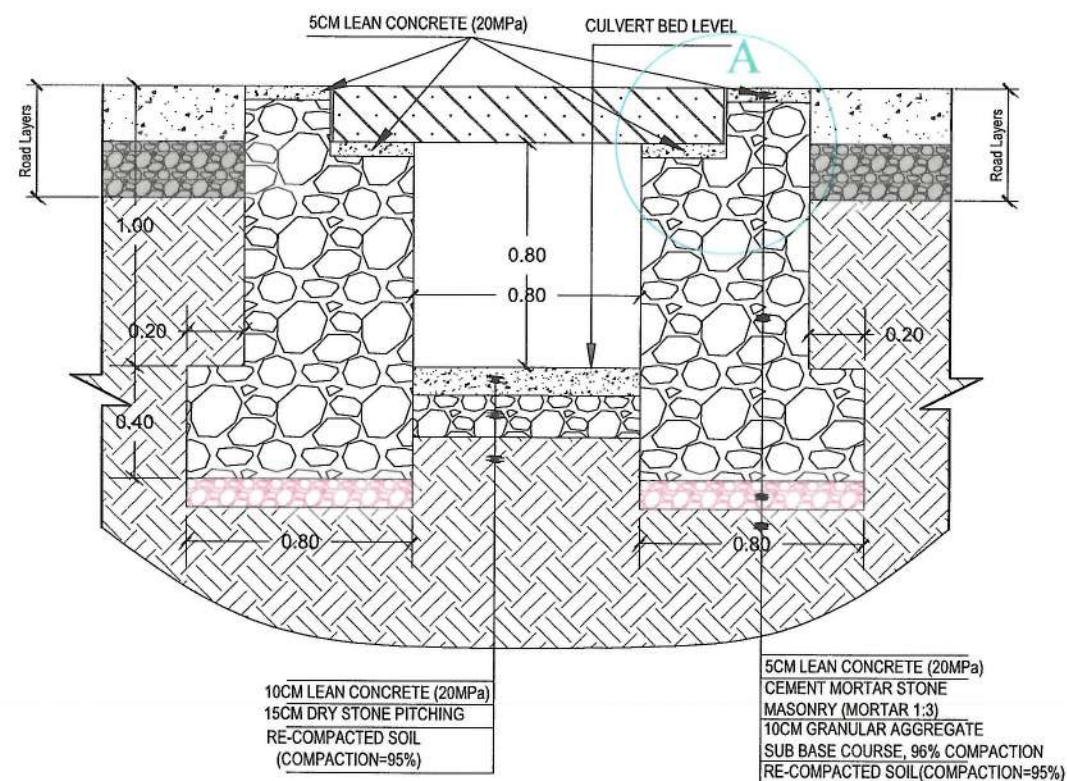 5CM LEAN CONCRETE (20MPa)
CULVERT BED LEVEL
A
Road Layers
Road Layers
1.00
0.80
0.80
0.20
0.20
0.40
0.80
0.80
10CM LEAN CONCRETE (20MPa)
15CM DRY STONE PITCHING
RE-COMPACTED SOIL
(COMPACTION=95%)
5CM LEAN CONCRETE (20MPa)
CEMENT MORTAR STONE
MASONRY (MORTAR 1:3)
10CM GRANULAR AGGREGATE
SUB BASE COURSE, 96% COMPACTION
RE-COMPACTED SOIL(COMPACTION=95%)